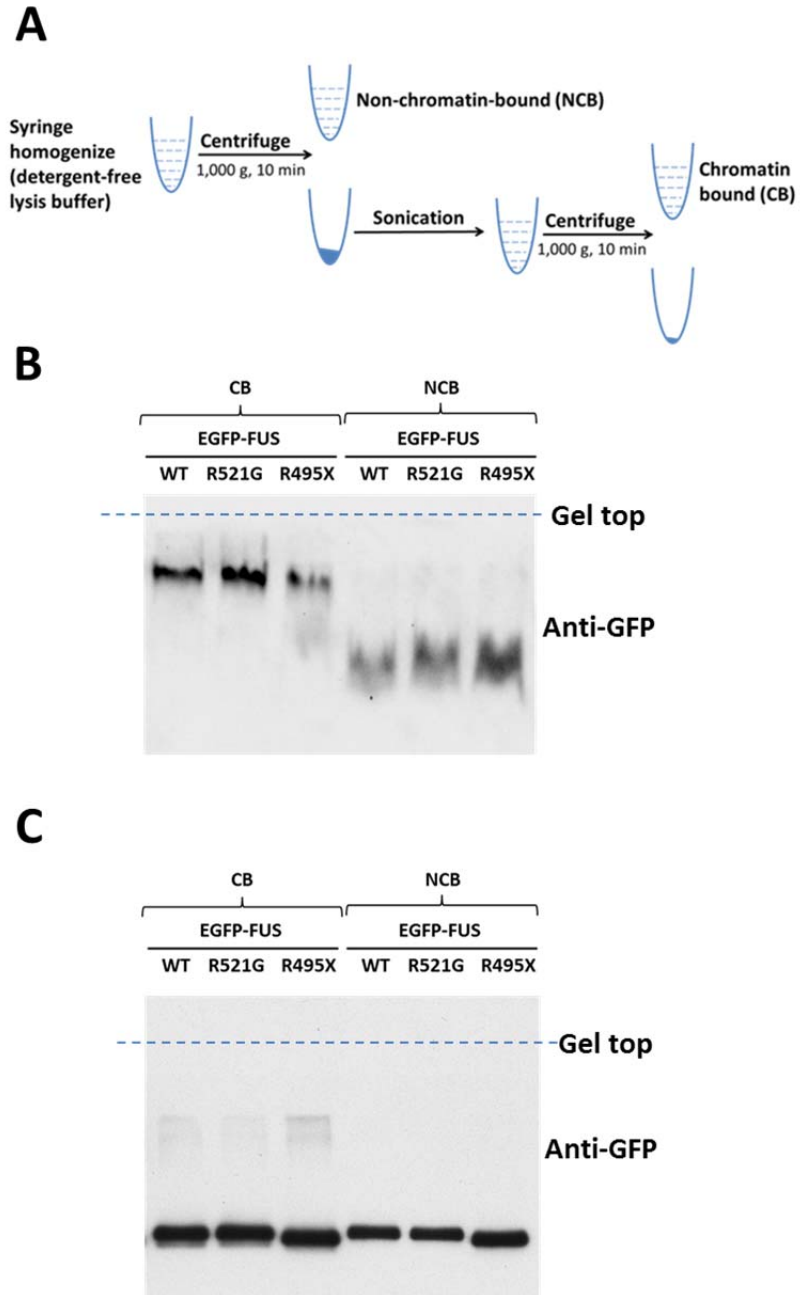 A
Syringe
homogenize
(detergent-free
lysis buffer)
Centrifuge
1,000 g, 10 min
Non-chromatin-bound (NCB)
Sonication
Centrifuge
1,000 g, 10 min
Chromatin
bound (CB)
B
CB NCB
EGFP-FUS EGFP-FUS
WT R521G R495X WT R521G R495X
Gel top
Anti-GFP
C
CB NCB
EGFP-FUS EGFP-FUS
WT R521G R495X WT R521G R495X
Gel top
Anti-GFP